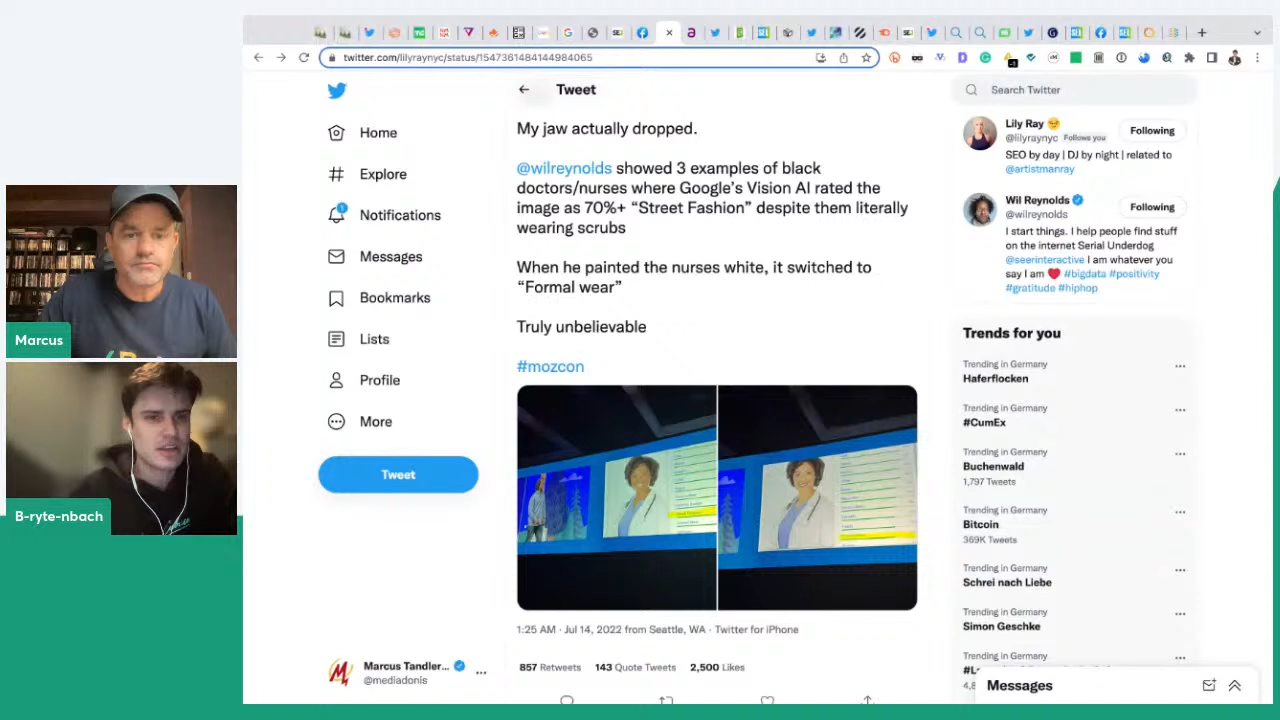 twitter.com/lilyraynyc/status/1547361484144984065
Home
Explore
1
Notifications
Messages
Bookmarks
Lists
Profile
More
Tweet
Marcus Tandler...
@mediadonis
Tweet
My jaw actually dropped.
@wilreynolds showed 3 examples of black
doctors/nurses where Google's Vision AI rated the
image as 70%+ “Street Fashion” despite them literally
wearing scrubs
When he painted the nurses white, it switched to
“Formal wear”
Truly unbelievable
#mozcon
1:25 AM · Jul 14, 2022 from Seattle, WA · Twitter for iPhone
857 Retweets 143 Quote Tweets 2,500 Likes
Search Twitter
Lily Ray
@lilyraynyc Follows you
Following
SEO by day | DJ by night | related to
@artistmanray
Wil Reynolds
@wilreynolds
Following
I start things. I help people find stuff
on the internet Serial Underdog
@seerinteractive I am whatever you
say I am #bigdata #positivity
#gratitude #hiphop
Trends for you
Trending in Germany
Haferflocken
Trending in Germany
#CumEx
Trending in Germany
Buchenwald
1,797 Tweets
Trending in Germany
Bitcoin
369K Tweets
Trending in Germany
Schrei nach Liebe
Trending in Germany
Simon Geschke
Trending in Germany
Messages
Marcus
B-ryte-nbach